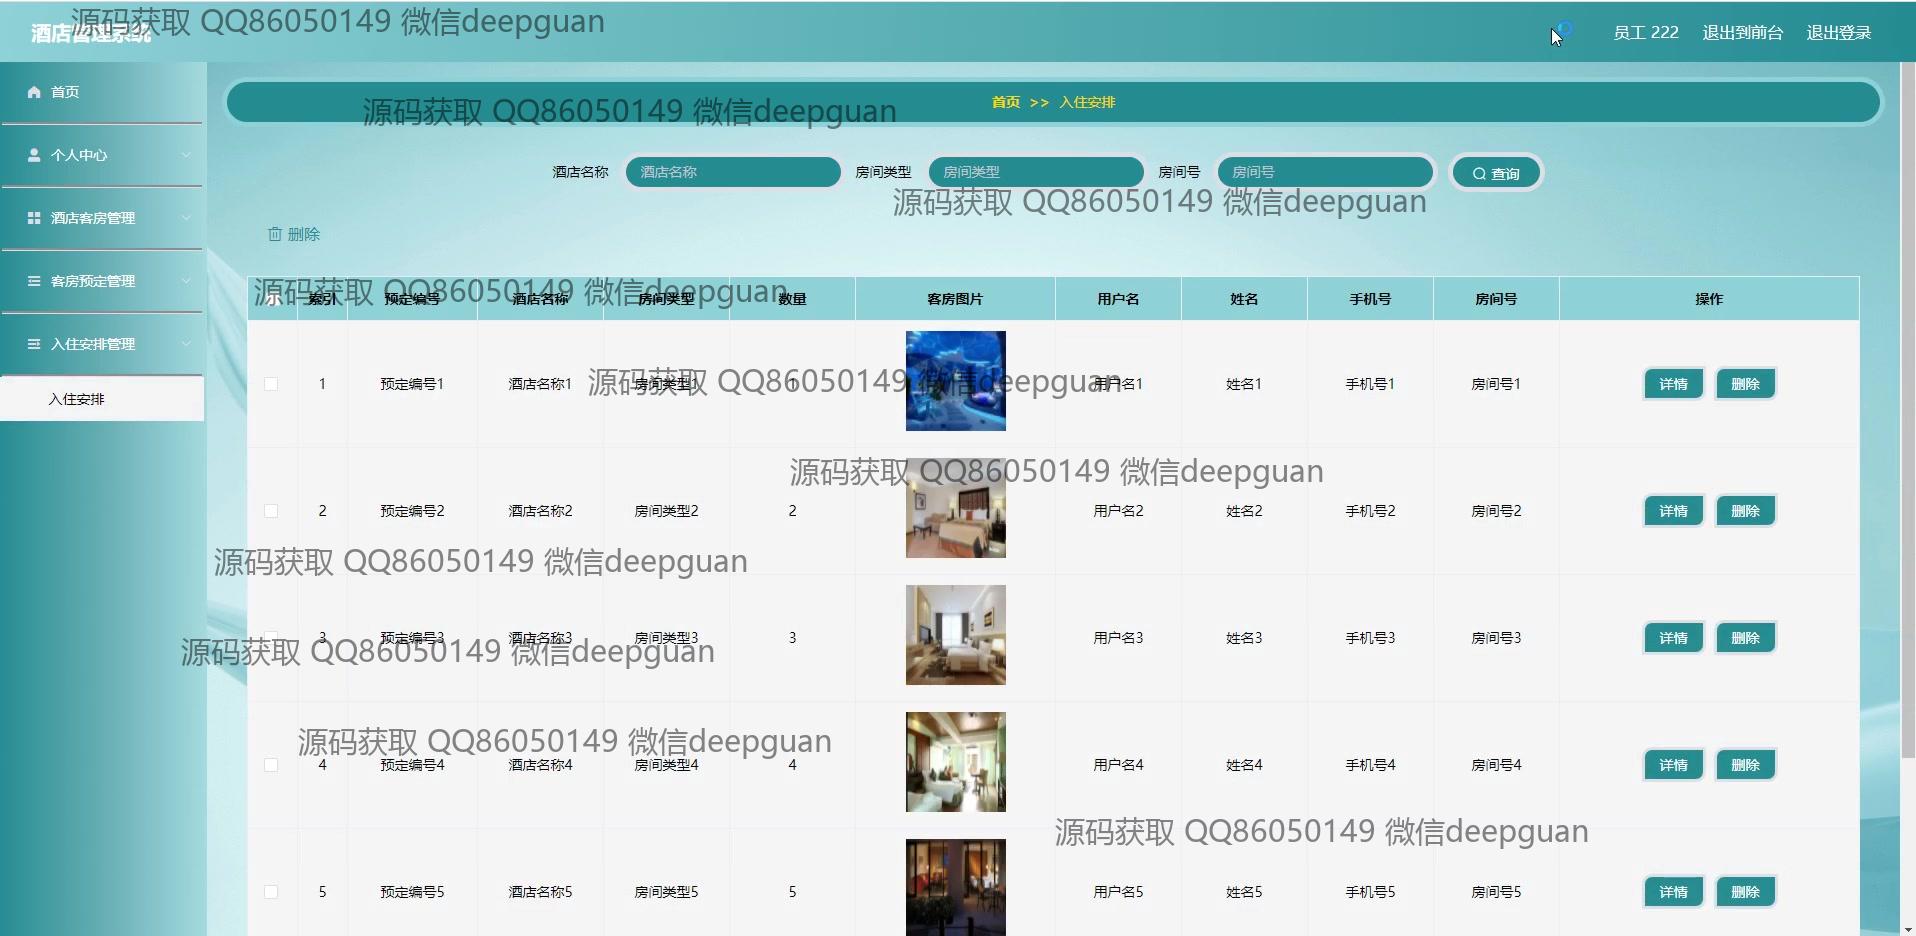 酒店管理系统
源码获取 QQ86050149 微信deepguan
员工 222 退出到前台 退出登录
首页
个人中心
酒店客房管理
客房预定管理
入住安排管理
入住安排
首页 >> 入住安排
源码获取 QQ86050149 微信deepguan
酒店名称 酒店名称 房间类型 房间类型 房间号 房间号 查询
源码获取 QQ86050149 微信deepguan
删除
源码获取 QQ86050149 微信deepguan
索引 预定编号 酒店名称 房间类型 数量 客房图片 用户名 姓名 手机号 房间号 操作
1 预定编号1 酒店名称1 房间类型1 1 用户名1 姓名1 手机号1 房间号1 详情 删除
源码获取 QQ86050149 微信deepguan
源码获取 QQ86050149 微信deepguan
2 预定编号2 酒店名称2 房间类型2 2 用户名2 姓名2 手机号2 房间号2 详情 删除
源码获取 QQ86050149 微信deepguan
3 预定编号3 酒店名称3 房间类型3 3 用户名3 姓名3 手机号3 房间号3 详情 删除
源码获取 QQ86050149 微信deepguan
源码获取 QQ86050149 微信deepguan
4 预定编号4 酒店名称4 房间类型4 4 用户名4 姓名4 手机号4 房间号4 详情 删除
源码获取 QQ86050149 微信deepguan
5 预定编号5 酒店名称5 房间类型5 5 用户名5 姓名5 手机号5 房间号5 详情 删除